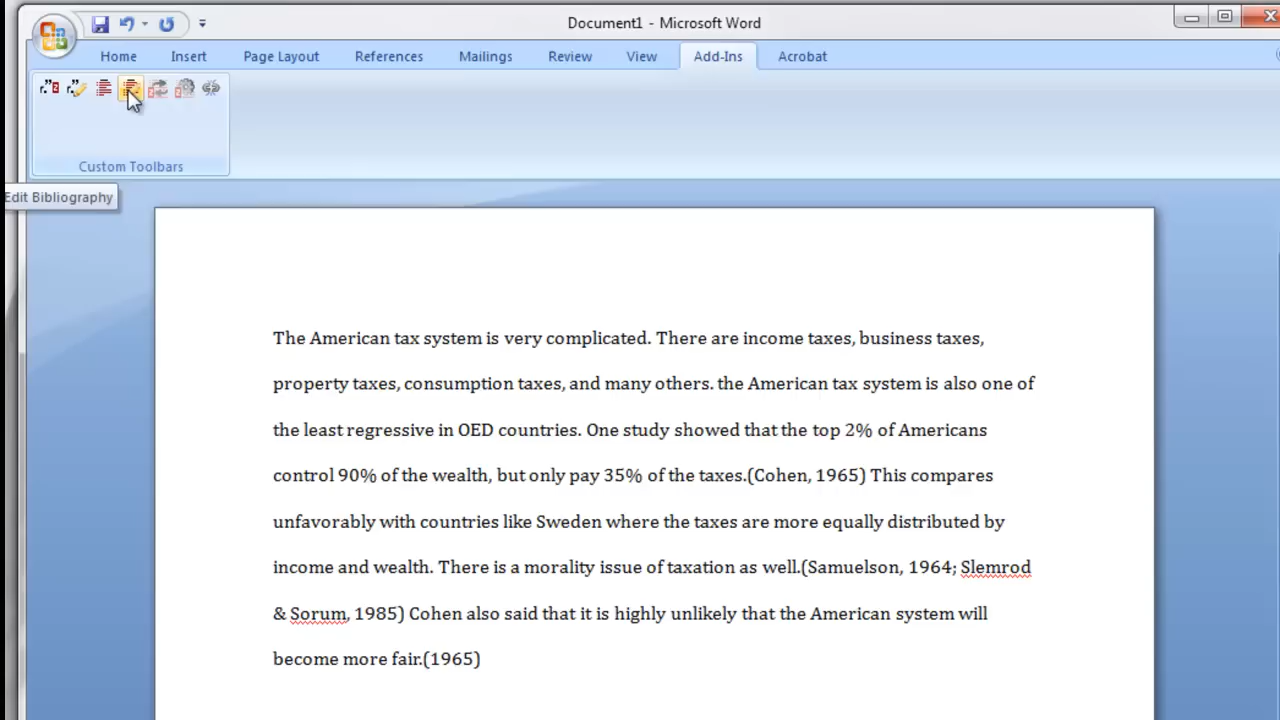 Document1 - Microsoft Word
Home Insert Page Layout References Mailings Review View Add-Ins Acrobat
Custom Toolbars
Edit Bibliography
The American tax system is very complicated. There are income taxes, business taxes,
property taxes, consumption taxes, and many others. the American tax system is also one of
the least regressive in OED countries. One study showed that the top 2% of Americans
control 90% of the wealth, but only pay 35% of the taxes.(Cohen, 1965) This compares
unfavorably with countries like Sweden where the taxes are more equally distributed by
income and wealth. There is a morality issue of taxation as well.(Samuelson, 1964; Slemrod
& Sorum, 1985) Cohen also said that it is highly unlikely that the American system will
become more fair.(1965)